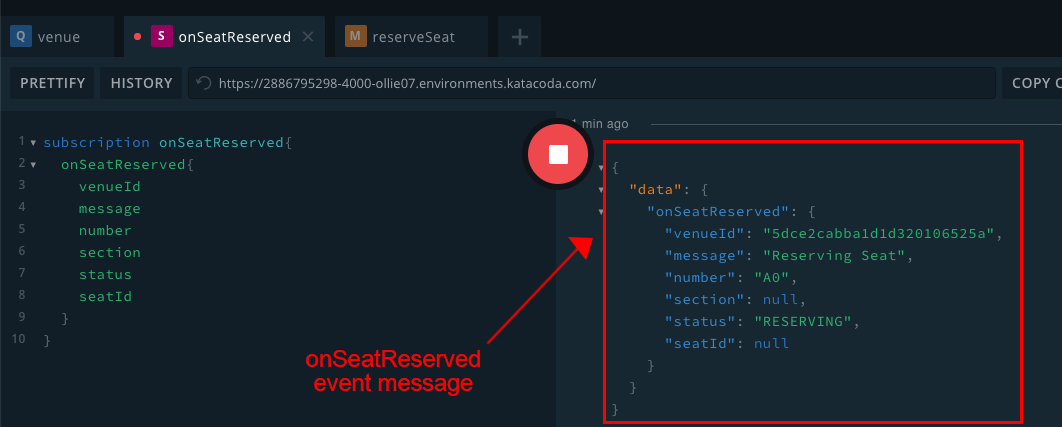 Q venue S onSeatReserved × M reserveSeat +
PRETTIFY HISTORY https://2886795298-4000-ollie07.environments.katacoda.com/ COPY C
1 min ago
1 subscription onSeatReserved{
2 onSeatReserved{
3 venueId
4 message
5 number
6 section
7 status
8 seatId
9 }
10 }
{
"data": {
"onSeatReserved": {
"venueId": "5dce2cabba1d1d320106525a",
"message": "Reserving Seat",
"number": "A0",
"section": null,
"status": "RESERVING",
"seatId": null
}
}
}
onSeatReserved
event message